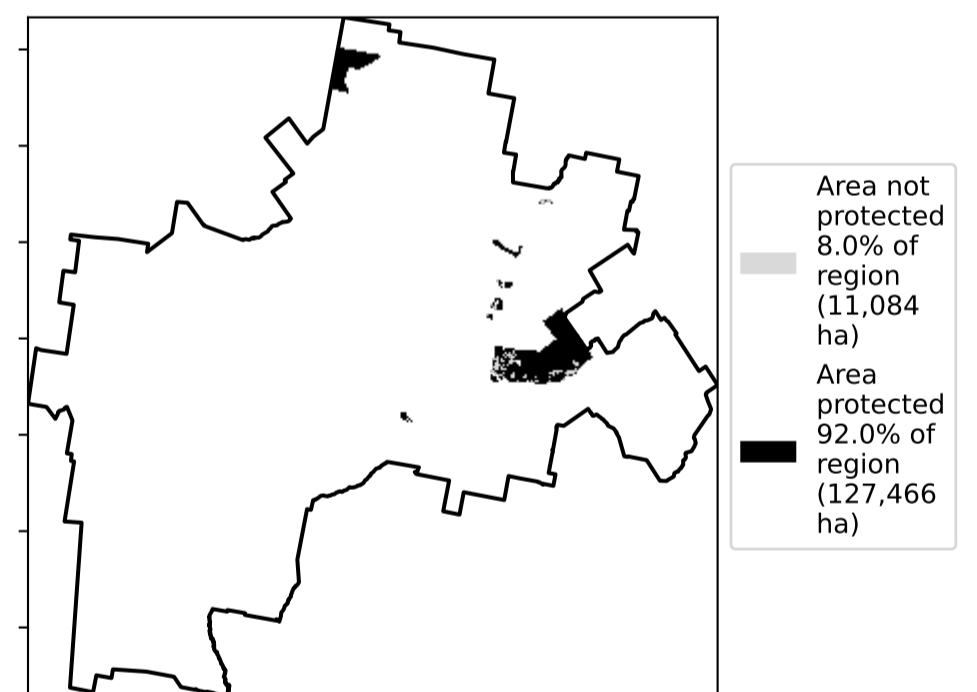 Area not
protected
8.0% of
region
(11,084
ha)
Area
protected
92.0% of
region
(127,466
ha)